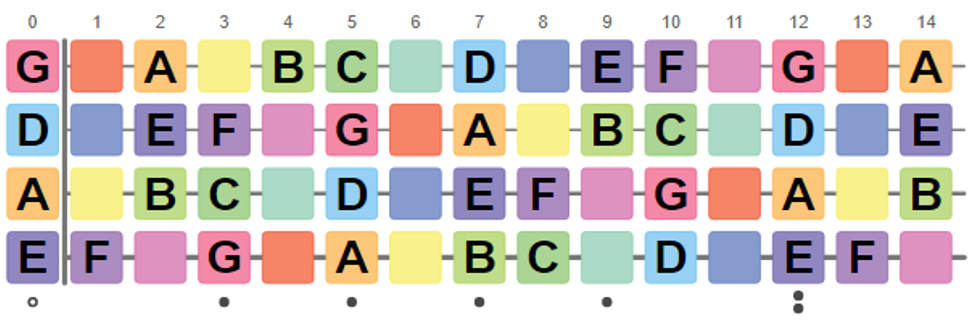 0 1 2 3 4 5 6 7 8 9 10 11 12 13 14
G A B C D E F G A
D E F G A B C D E
A B C D E F G A B
E F G A B C D E F